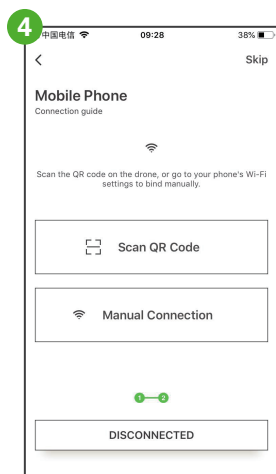 4
中国电信 09:28 38%
Skip
Mobile Phone
Connection guide
Scan the QR code on the drone, or go to your phone's Wi-Fi
settings to bind manually.
Scan QR Code
Manual Connection
1 2
DISCONNECTED